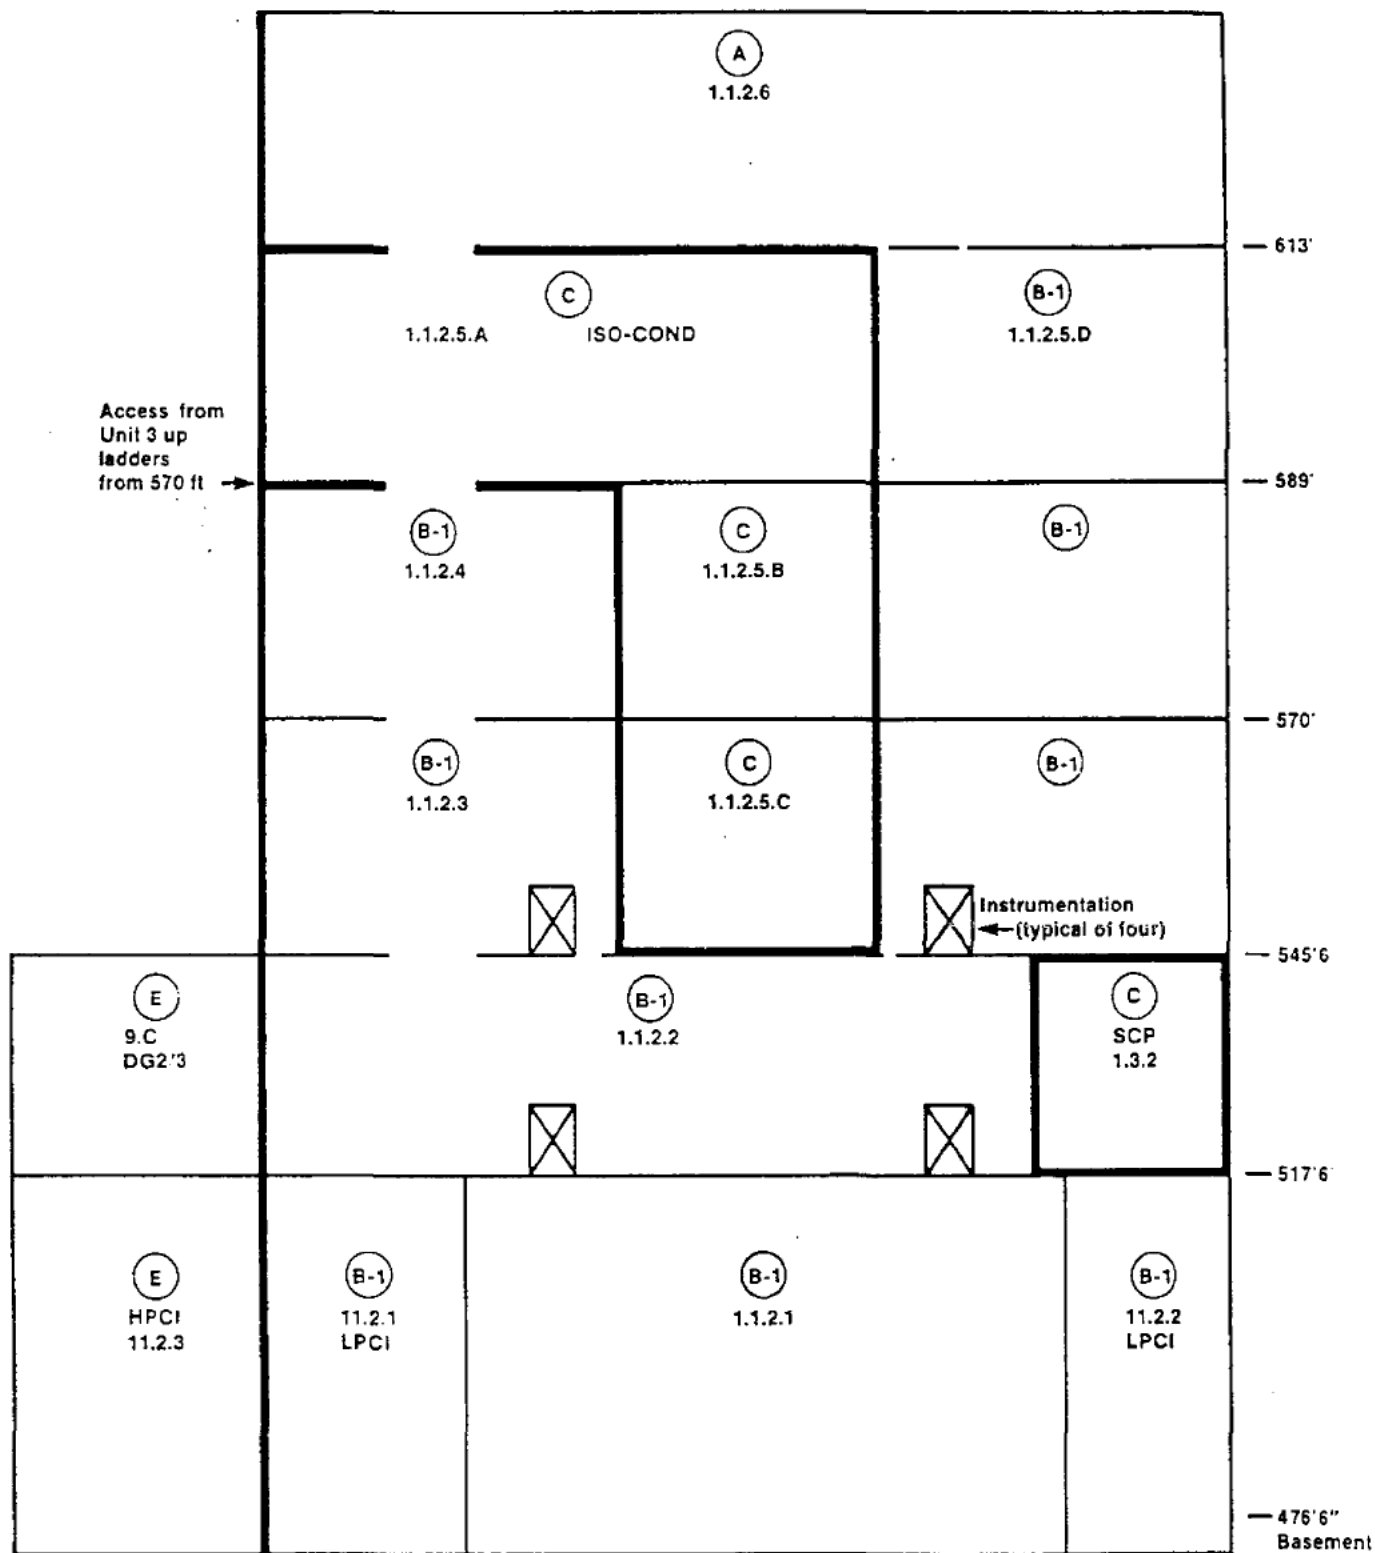 A
1.1.2.6
613'
C
1.1.2.5.A
ISO-COND
B-1
1.1.2.5.D
Access from
Unit 3 up
ladders
from 570 ft
589'
B-1
1.1.2.4
C
1.1.2.5.B
B-1
570'
B-1
1.1.2.3
C
1.1.2.5.C
B-1
Instrumentation
(typical of four)
545'6
E
9.C
DG2'3
B-1
1.1.2.2
C
SCP
1.3.2
517'6
E
HPCI
11.2.3
B-1
11.2.1
LPCI
B-1
1.1.2.1
B-1
11.2.2
LPCI
476'6"
Basement